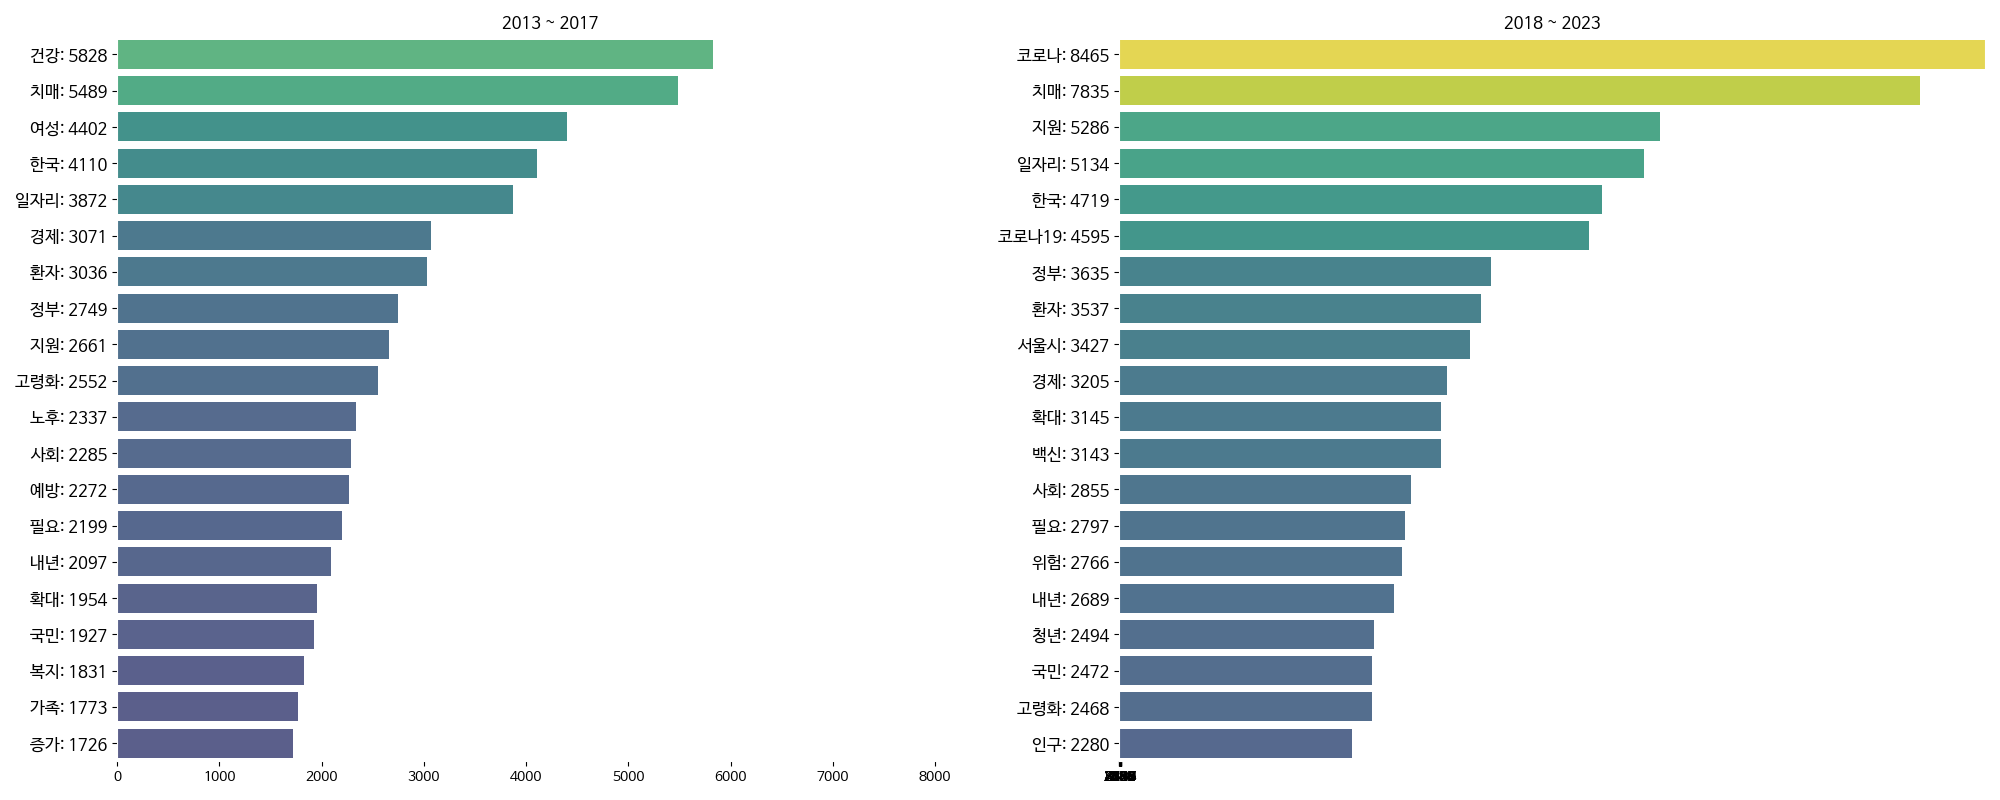 2013 ~ 2017
건강: 5828
치매: 5489
여성: 4402
한국: 4110
일자리: 3872
경제: 3071
환자: 3036
정부: 2749
지원: 2661
고령화: 2552
노후: 2337
사회: 2285
예방: 2272
필요: 2199
내년: 2097
확대: 1954
국민: 1927
복지: 1831
가족: 1773
증가: 1726
0 1000 2000 3000 4000 5000 6000 7000 8000
2018 ~ 2023
코로나: 8465
치매: 7835
지원: 5286
일자리: 5134
한국: 4719
코로나19: 4595
정부: 3635
환자: 3537
서울시: 3427
경제: 3205
확대: 3145
백신: 3143
사회: 2855
필요: 2797
위험: 2766
내년: 2689
청년: 2494
국민: 2472
고령화: 2468
인구: 2280